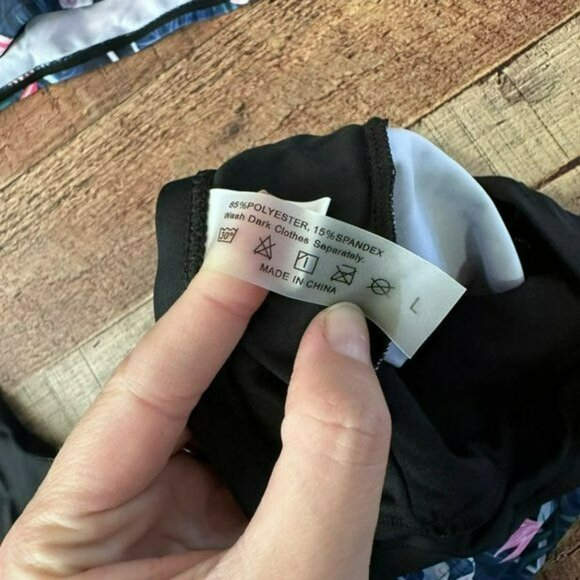 85%POLYESTER, 15%SPANDEX
Wash Dark Clothes Separately.
30°
MADE IN CHINA
L